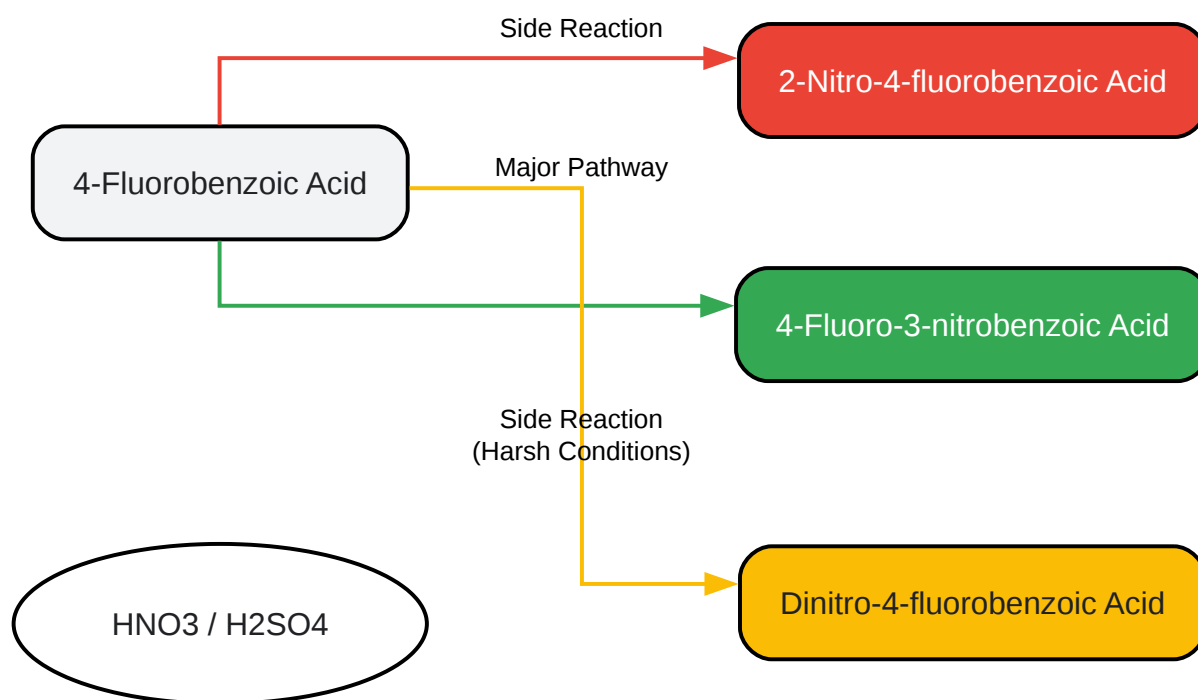 Side Reaction
2-Nitro-4-fluorobenzoic Acid
4-Fluorobenzoic Acid
Major Pathway
4-Fluoro-3-nitrobenzoic Acid
Side Reaction
(Harsh Conditions)
Dinitro-4-fluorobenzoic Acid
HNO3 / H2SO4